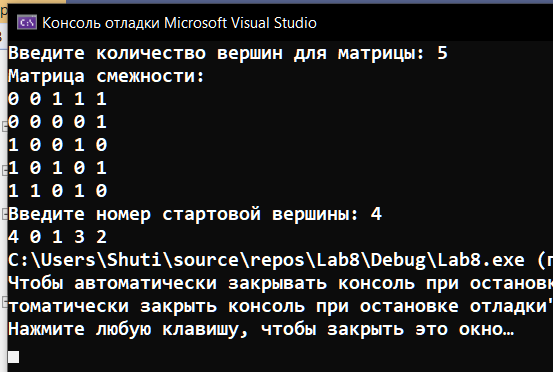 Консоль отладки Microsoft Visual Studio
Введите количество вершин для матрицы: 5
Матрица смежности:
0 0 1 1 1
0 0 0 0 1
1 0 0 1 0
1 0 1 0 1
1 1 0 1 0
Введите номер стартовой вершины: 4
4 0 1 3 2
C:\Users\Shuti\source\repos\Lab8\Debug\Lab8.exe (п
Чтобы автоматически закрывать консоль при остановк
томатически закрыть консоль при остановке отладки"
Нажмите любую клавишу, чтобы закрыть это окно…